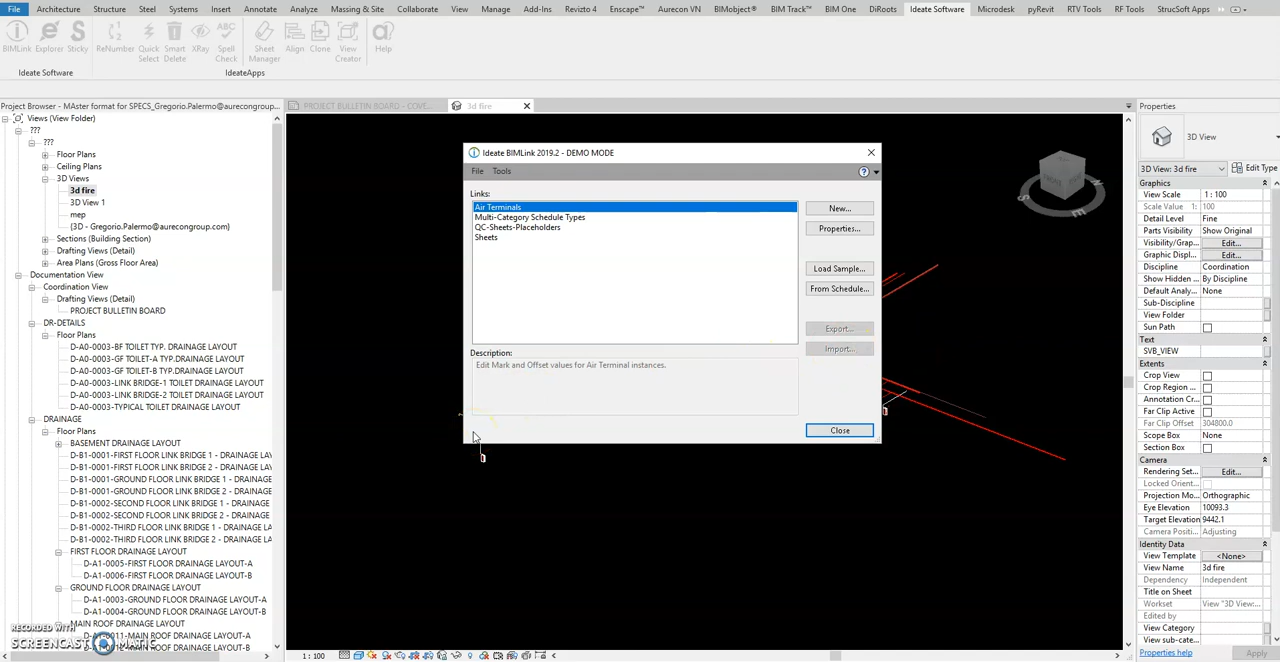 File Architecture Structure Steel Systems Insert Annotate Analyze Massing & Site Collaborate View Manage Add-Ins Revizto 4 Enscape™ Aurecon VN BIMobject® BIM Track™ BIM One DiRoots Ideate Software Microdesk pyRevit RTV Tools RF Tools StrucSoft Apps
BIMLink Explorer Sticky ReNumber Quick Select Smart Delete XRay Spell Check Sheet Manager Align Clone View Creator Help
Ideate Software IdeateApps
Project Browser - MAster format for SPECS_Gregorio.Palermo@aurecongroup...
Views (View Folder)
???
???
Floor Plans
Ceiling Plans
3D Views
3d fire
3D View 1
mep
{3D - Gregorio.Palermo@aurecongroup.com}
Sections (Building Section)
Drafting Views (Detail)
Area Plans (Gross Floor Area)
Documentation View
Coordination View
Drafting Views (Detail)
PROJECT BULLETIN BOARD
DR-DETAILS
Floor Plans
D-A0-0003-BF TOILET TYP. DRAINAGE LAYOUT
D-A0-0003-GF TOILET-A TYP.DRAINAGE LAYOUT
D-A0-0003-GF TOILET-B TYP.DRAINAGE LAYOUT
D-A0-0003-LINK BRIDGE-1 TOILET DRAINAGE LAYOUT
D-A0-0003-LINK BRIDGE-2 TOILET DRAINAGE LAYOUT
D-A0-0003-TYPICAL TOILET DRAINAGE LAYOUT
DRAINAGE
Floor Plans
BASEMENT DRAINAGE LAYOUT
D-B1-0001-FIRST FLOOR LINK BRIDGE 1 - DRAINAGE
D-B1-0001-FIRST FLOOR LINK BRIDGE 2 - DRAINAGE
D-B1-0001-GROUND FLOOR LINK BRIDGE 1 - DRAINAG
D-B1-0001-GROUND FLOOR LINK BRIDGE 2 - DRAINAG
D-B1-0002-SECOND FLOOR LINK BRIDGE 1 - DRAINAG
D-B1-0002-SECOND FLOOR LINK BRIDGE 2 - DRAINAG
D-B1-0002-THIRD FLOOR LINK BRIDGE 1 - DRAINAGE
D-B1-0002-THIRD FLOOR LINK BRIDGE 2 - DRAINAGE
FIRST FLOOR DRAINAGE LAYOUT
D-A1-0005-FIRST FLOOR DRAINAGE LAYOUT-A
D-A1-0006-FIRST FLOOR DRAINAGE LAYOUT-B
GROUND FLOOR DRAINAGE LAYOUT
D-A1-0003-GROUND FLOOR DRAINAGE LAYOUT-A
D-A1-0004-GROUND FLOOR DRAINAGE LAYOUT-B
MAIN ROOF DRAINAGE LAYOUT
D-A1-0011-MAIN ROOF DRAINAGE LAYOUT-A
RECORDED WITH
SCREENCAST MATIC
PROJECT BULLETIN BOARD - COVE...
3d fire
Ideate BIMLink 2019.2 - DEMO MODE
File Tools
Links:
Air Terminals
Multi-Category Schedule Types
QC-Sheets-Placeholders
Sheets
New...
Properties...
Load Sample...
From Schedule...
Export...
Import...
Description:
Edit Mark and Offset values for Air Terminal instances.
Close
1 : 100
Properties
3D View
3D View: 3d fire Edit Type
Graphics
View Scale 1 : 100
Scale Value 1: 100
Detail Level Fine
Parts Visibility Show Original
Visibility/Grap... Edit...
Graphic Displ... Edit...
Discipline Coordination
Show Hidden ... By Discipline
Default Analy... None
Sub-Discipline
View Folder
Sun Path
Text
SVB_VIEW
Extents
Crop View
Crop Region ...
Annotation Cr...
Far Clip Active
Far Clip Offset 304800.0
Scope Box None
Section Box
Camera
Rendering Set... Edit...
Locked Orient...
Projection Mo... Orthographic
Eye Elevation 10093.3
Target Elevation 9442.1
Camera Positi... Adjusting
Identity Data
View Template <None>
View Name 3d fire
Dependency Independent
Title on Sheet
Workset View "3D View:...
Edited by
View Category
View sub-cate...
Properties help Apply